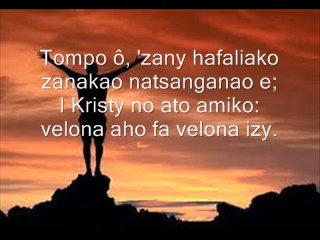 Tompo ô, 'zany hafaliako
zanakao natsanganao e;
I Kristy no ato amiko:
velona aho fa velona izy.